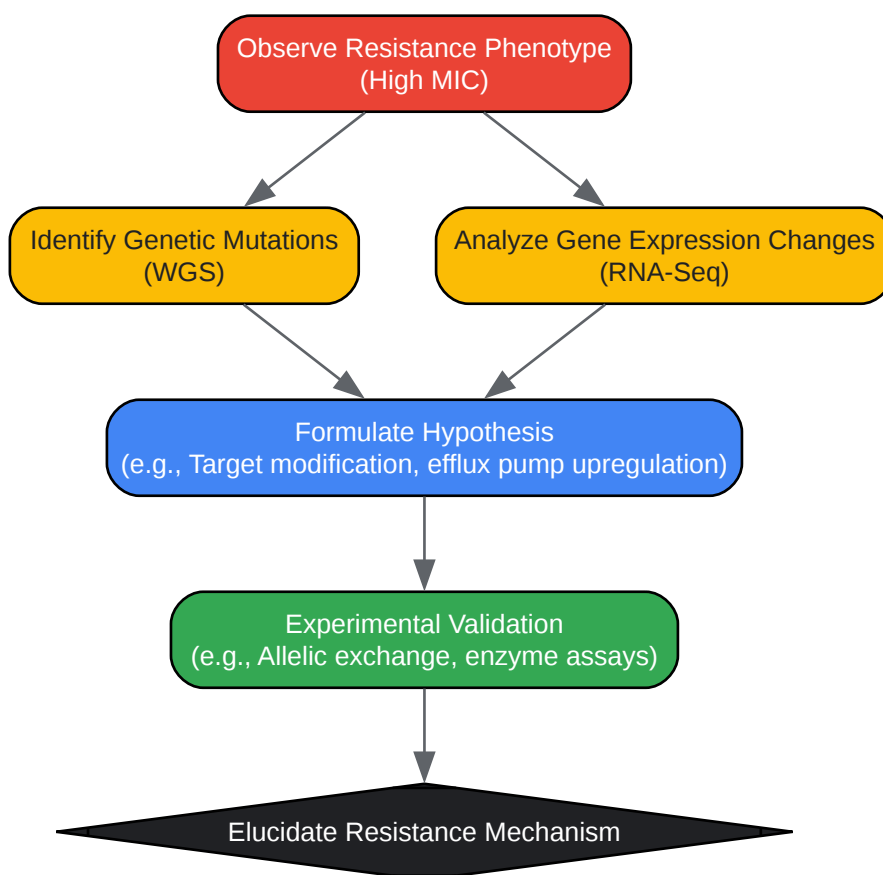 Observe Resistance Phenotype
(High MIC)
Identify Genetic Mutations
(WGS)
Analyze Gene Expression Changes
(RNA-Seq)
Formulate Hypothesis
(e.g., Target modification, efflux pump upregulation)
Experimental Validation
(e.g., Allelic exchange, enzyme assays)
Elucidate Resistance Mechanism